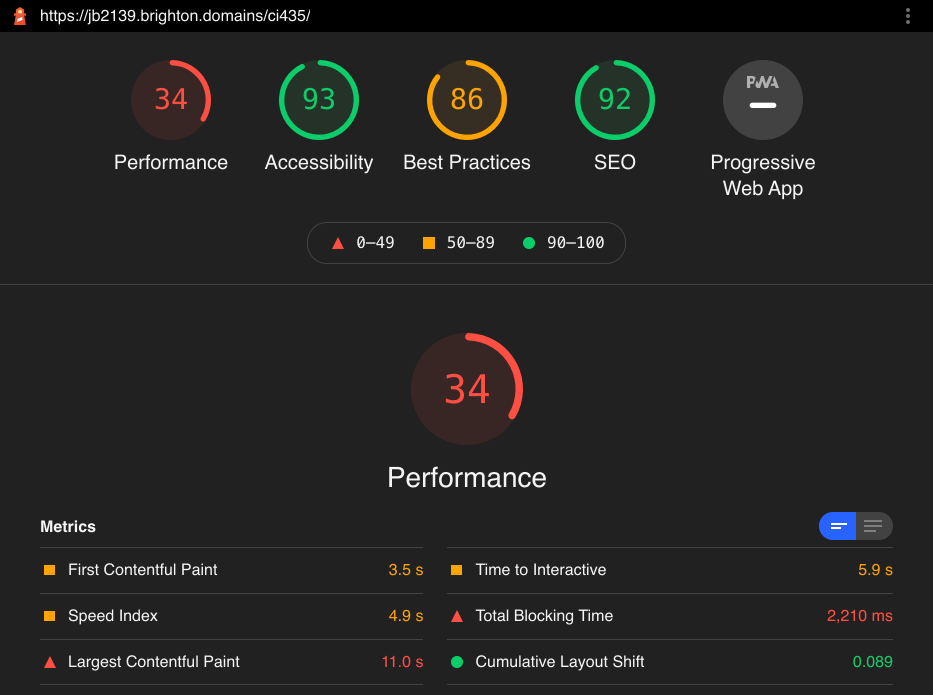 https://jb2139.brighton.domains/ci435/
34 93 86 92 PWA
Performance Accessibility Best Practices SEO Progressive
Web App
0–49 50–89 90–100
34
Performance
Metrics
First Contentful Paint 3.5 s Time to Interactive 5.9 s
Speed Index 4.9 s Total Blocking Time 2,210 ms
Largest Contentful Paint 11.0 s Cumulative Layout Shift 0.089